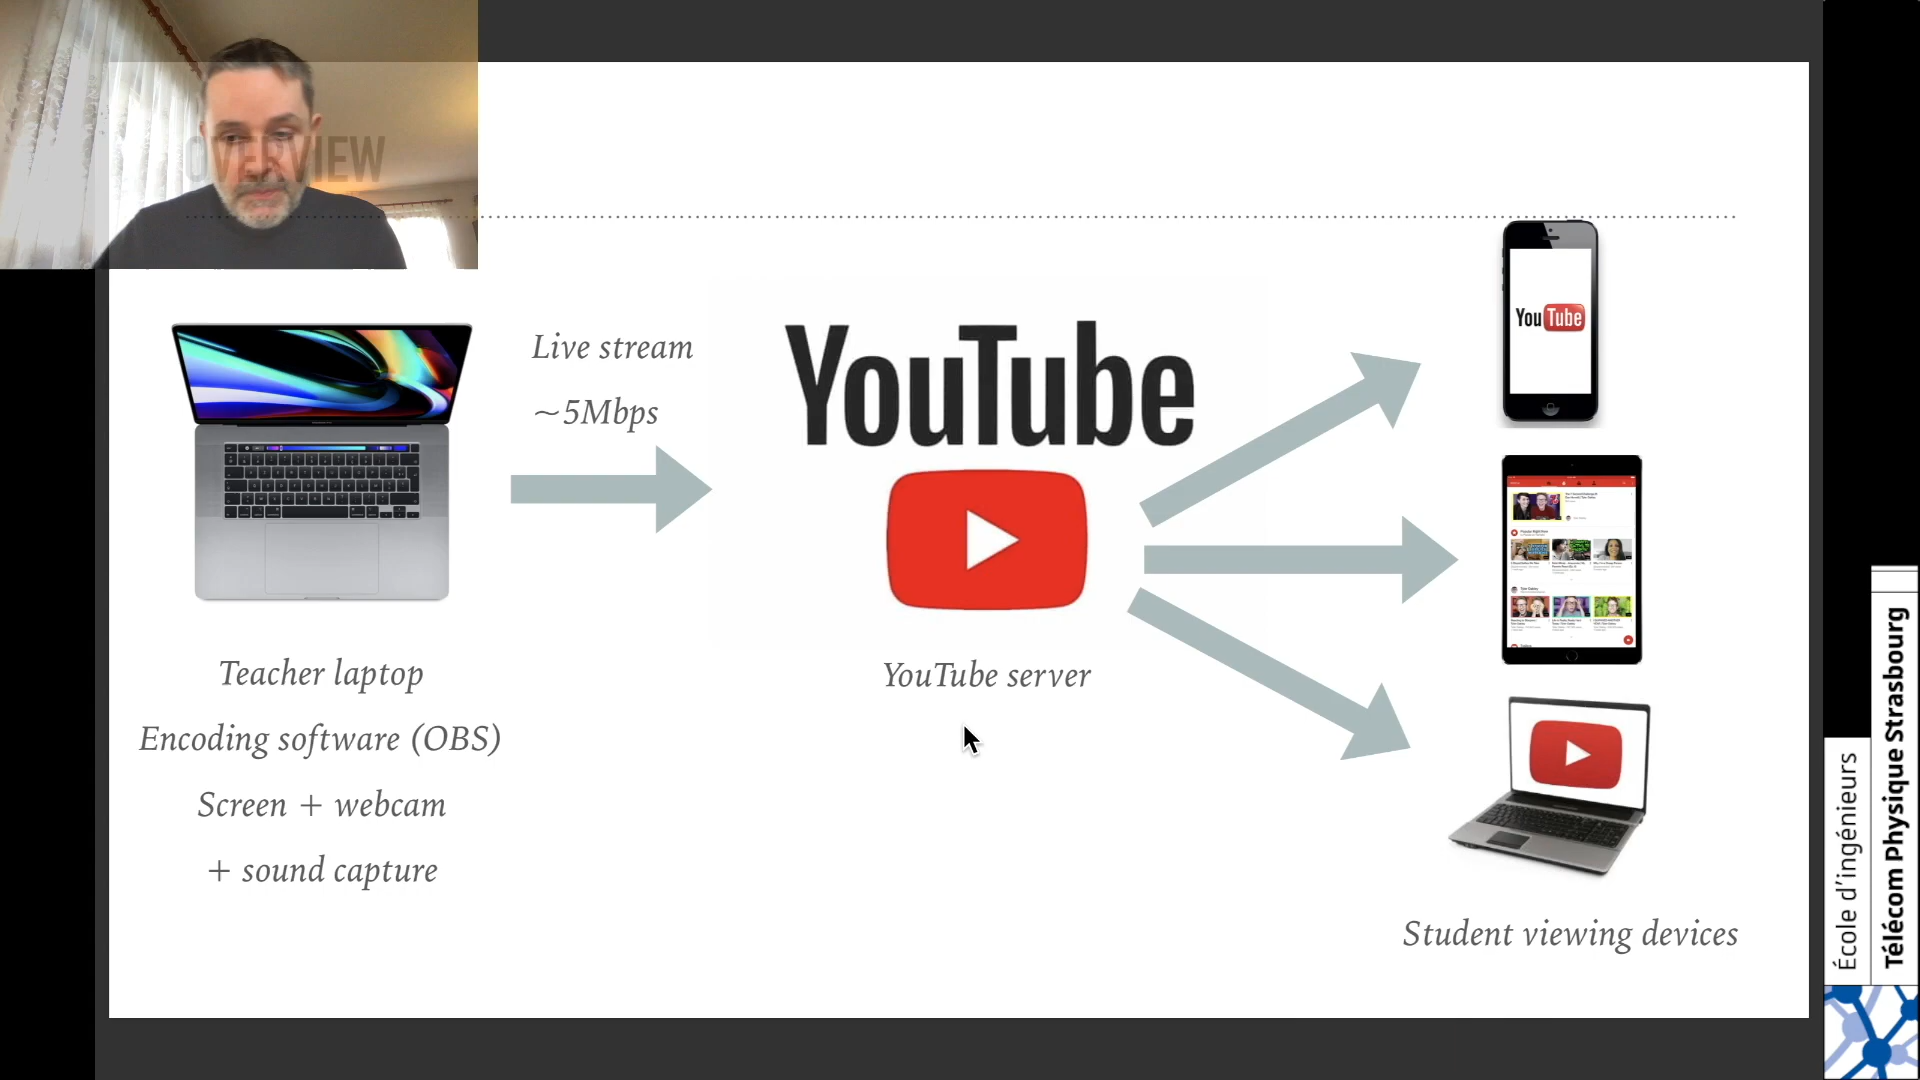 OVERVIEW
Live stream
~5Mbps
YouTube
YouTube
Teacher laptop
Encoding software (OBS)
Screen + webcam
+ sound capture
YouTube server
Student viewing devices
École d'ingénieurs
Télécom Physique Strasbourg